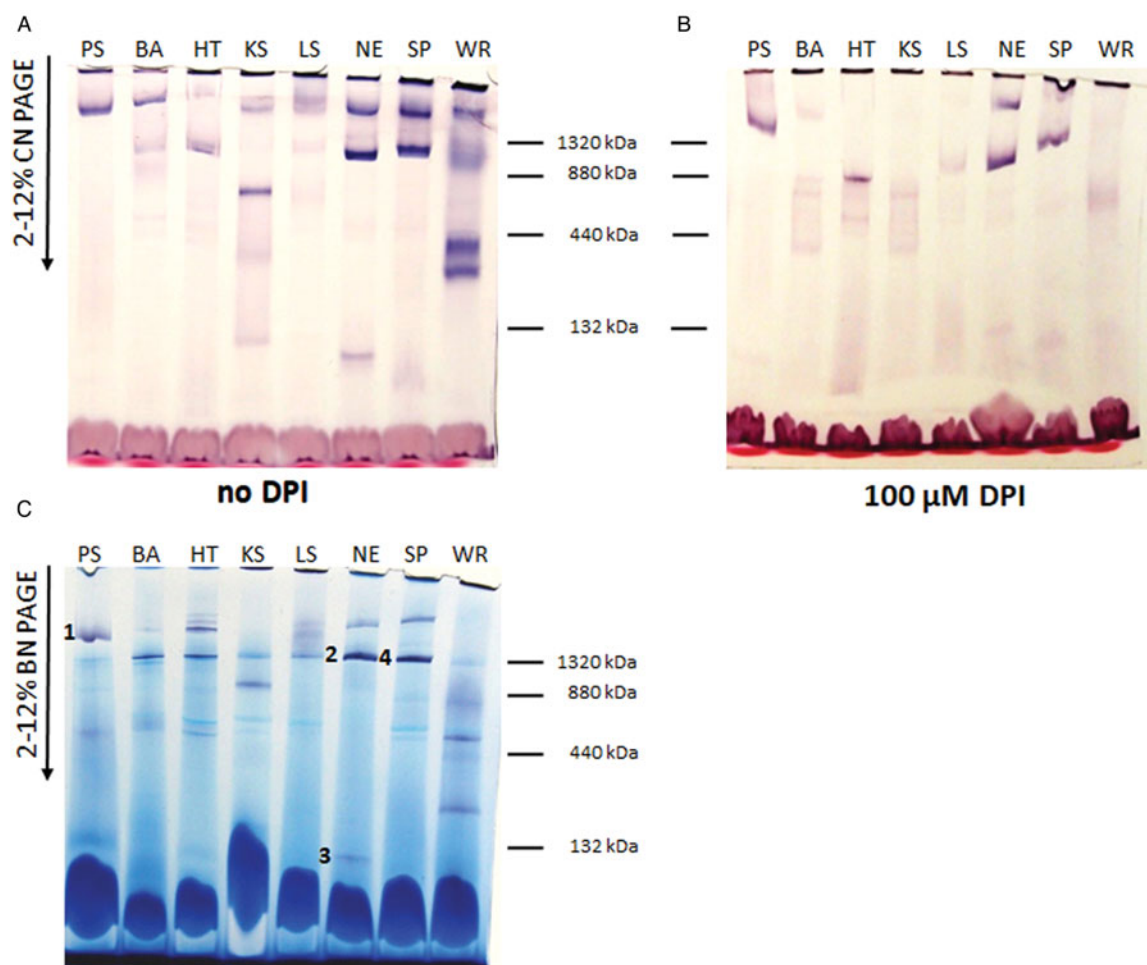 A
B
PS BA HT KS LS NE SP WR
PS BA HT KS LS NE SP WR
2-12% CN PAGE
1320 kDa
880 kDa
440 kDa
132 kDa
no DPI
100 µM DPI
C
PS BA HT KS LS NE SP WR
2-12% BN PAGE
1
2
4
3
1320 kDa
880 kDa
440 kDa
132 kDa